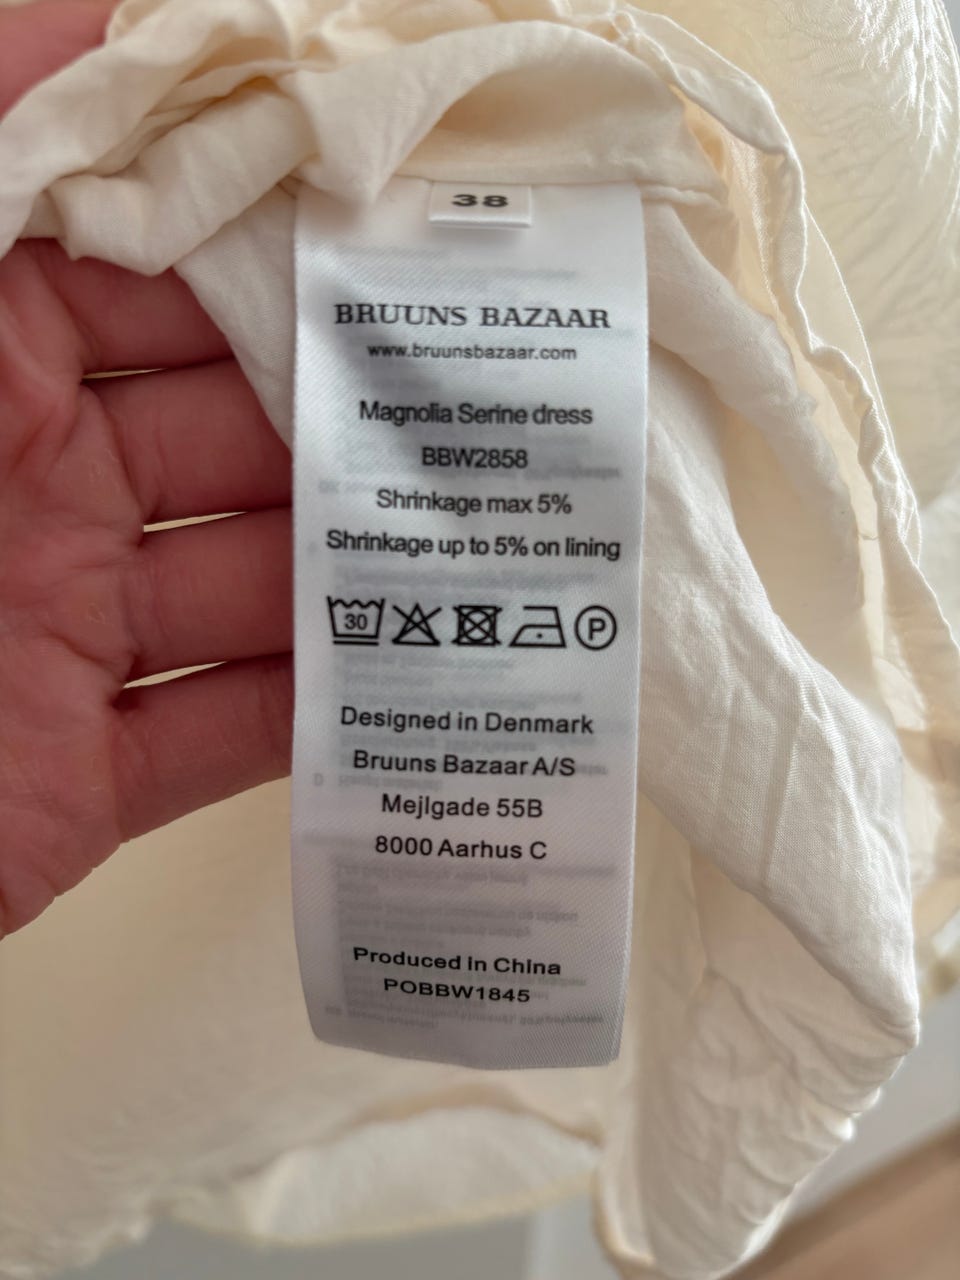 38
BRUUNS BAZAAR
www.bruunsbazaar.com
Magnolia Serine dress
BBW2858
Shrinkage max 5%
Shrinkage up to 5% on lining
30 P
Designed in Denmark
Bruuns Bazaar A/S
Mejlgade 55B
8000 Aarhus C
Produced in China
POBBW1845